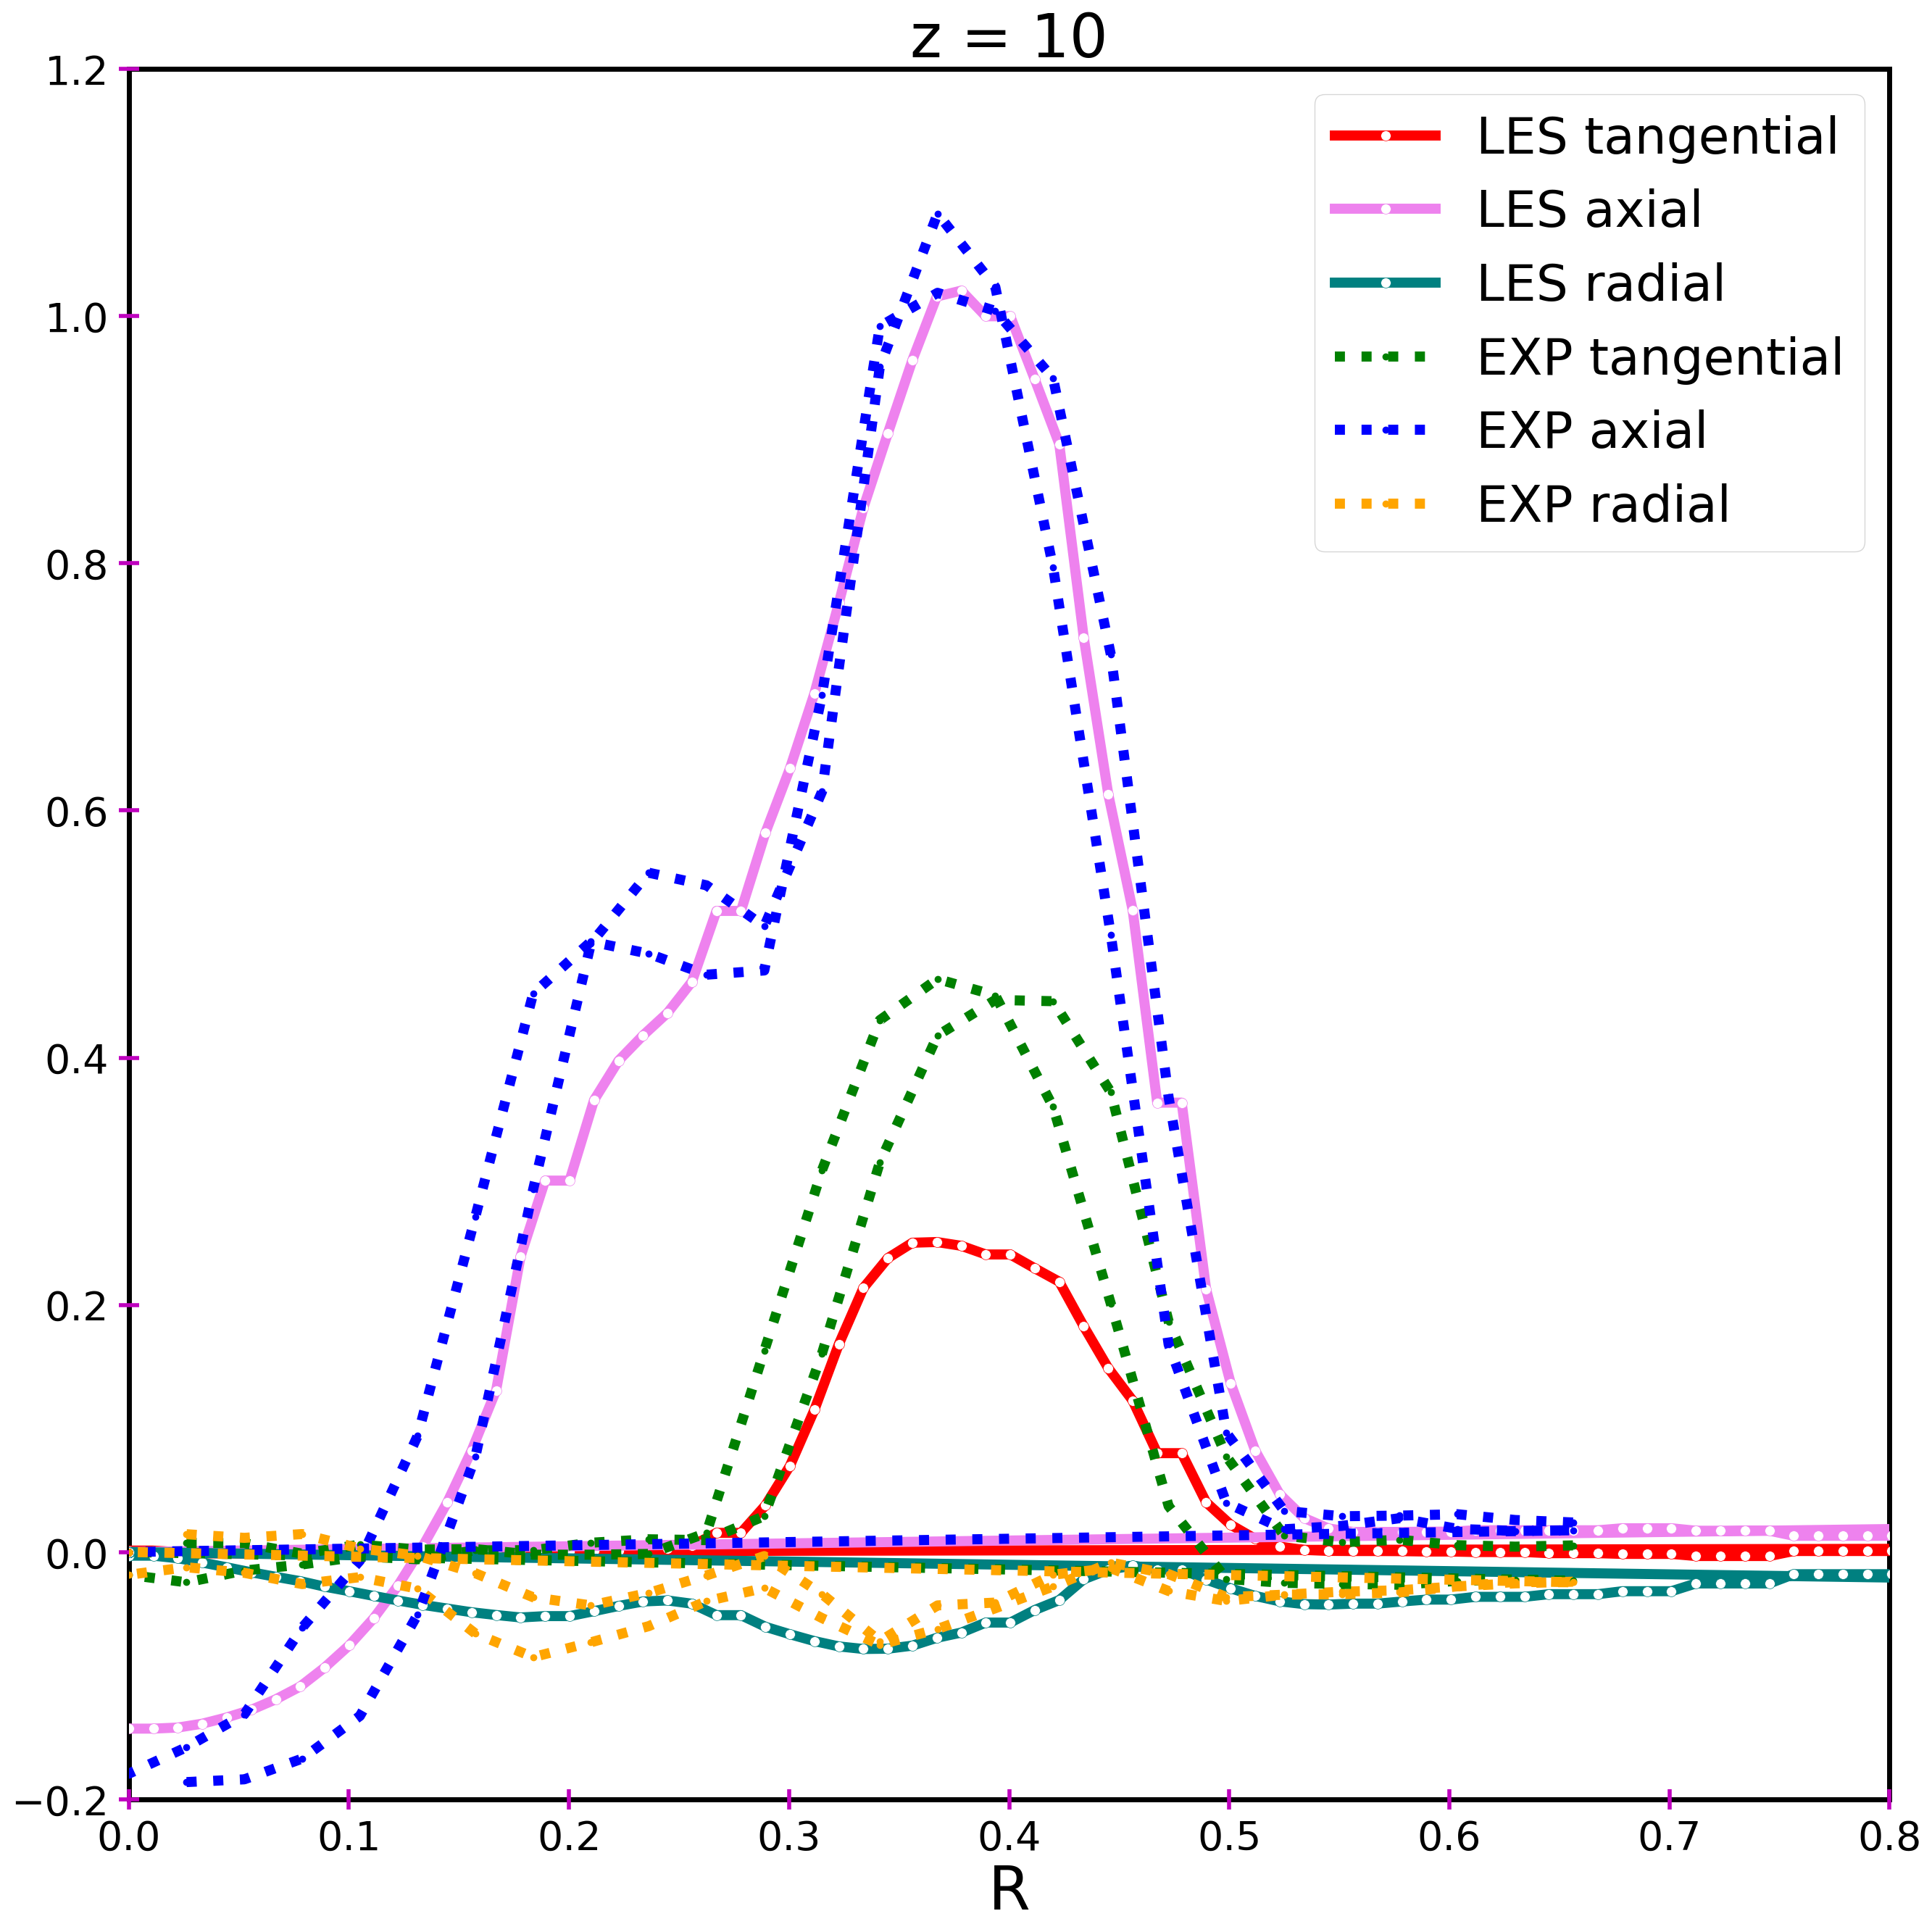 z = 10
1.2
1.0
0.8
0.6
0.4
0.2
0.0
−0.2
LES tangential
LES axial
LES radial
EXP tangential
EXP axial
EXP radial
0.0 0.1 0.2 0.3 0.4 0.5 0.6 0.7 0.8
R